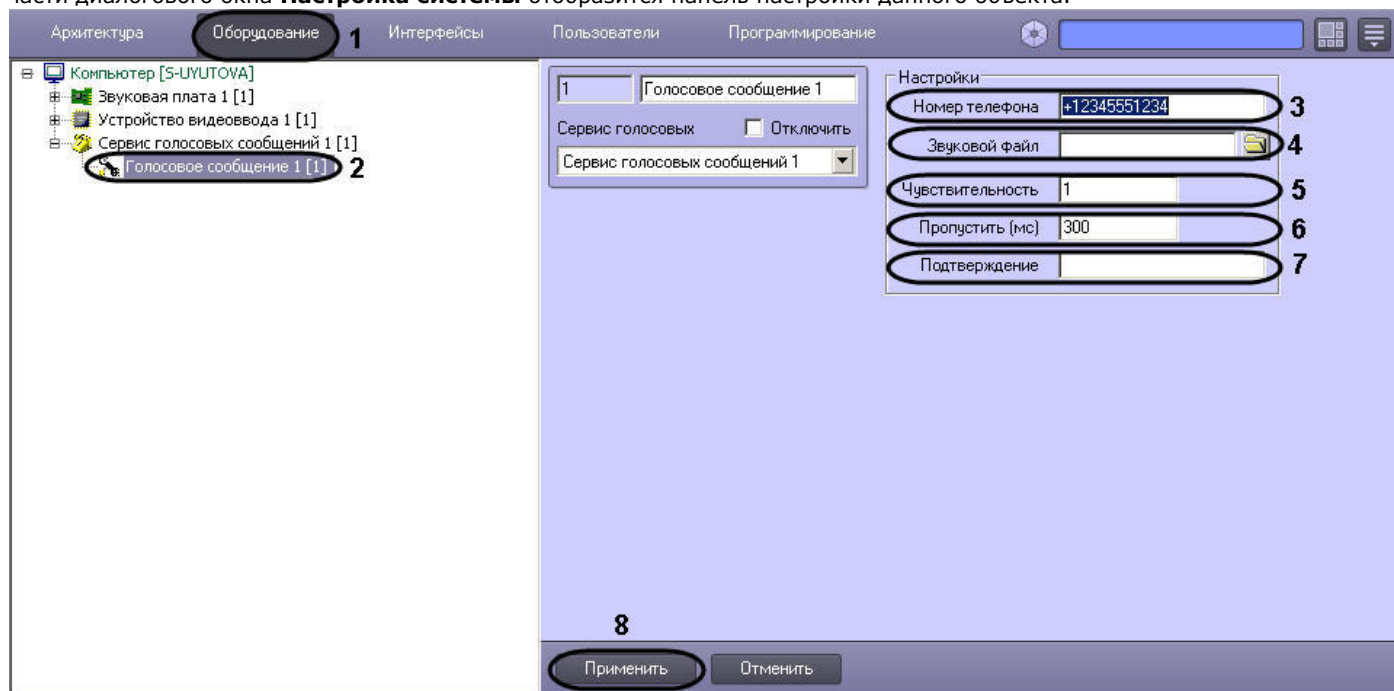 части диалогового окна Настройка системы отобразится панель настройки данного объекта.
Архитектура Оборудование 1 Интерфейсы Пользователи Программирование
Компьютер [S-UYUTOVA]
Звуковая плата 1 [1]
Устройство видеоввода 1 [1]
Сервис голосовых сообщений 1 [1]
Голосовое сообщение 1 [1] 2
1 Голосовое сообщение 1
Сервис голосовых Отключить
Сервис голосовых сообщений 1
Настройки
Номер телефона +12345551234 3
Звуковой файл 4
Чувствительность 1 5
Пропустить (мс) 300 6
Подтверждение 7
8
Применить Отменить